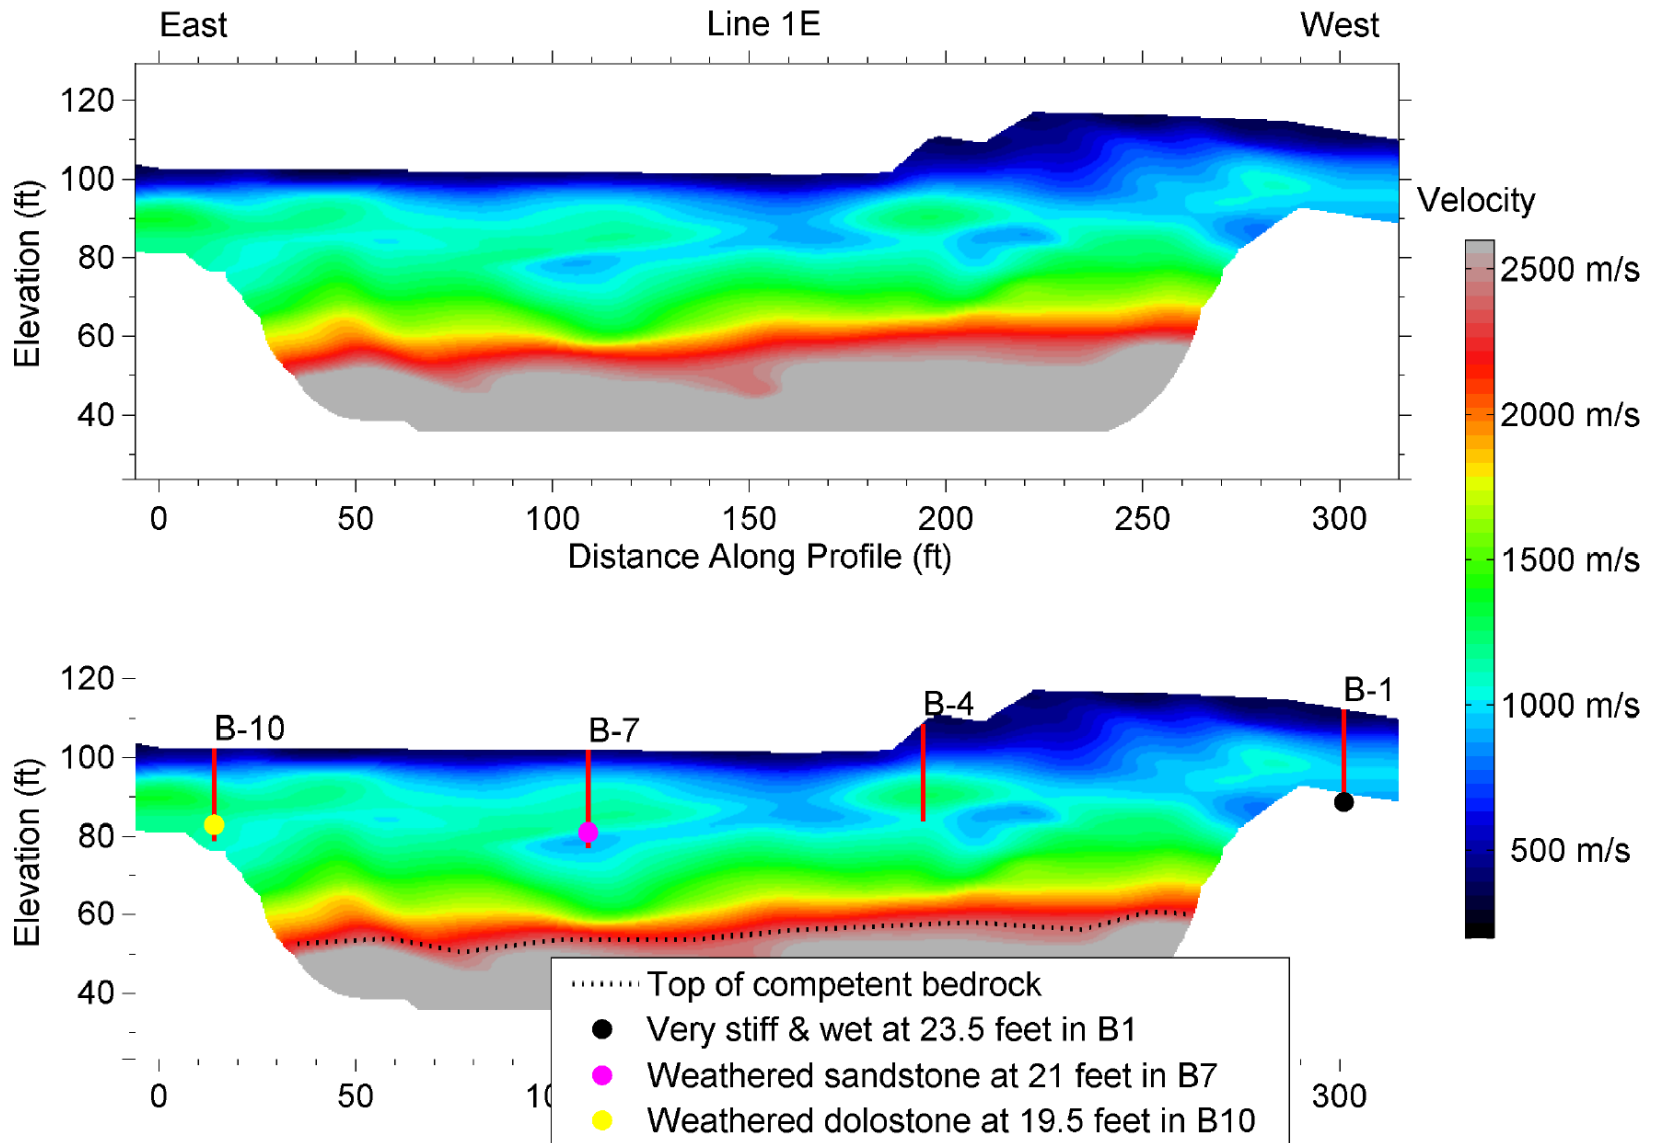 East Line 1E West
120
100
80
60
40
Elevation (ft)
0 50 100 150 200 250 300
Distance Along Profile (ft)
Velocity
2500 m/s
2000 m/s
1500 m/s
1000 m/s
500 m/s
B-10 B-7 B-4 B-1
120
100
80
60
40
Elevation (ft)
0 50 300
Top of competent bedrock
Very stiff & wet at 23.5 feet in B1
Weathered sandstone at 21 feet in B7
Weathered dolostone at 19.5 feet in B10